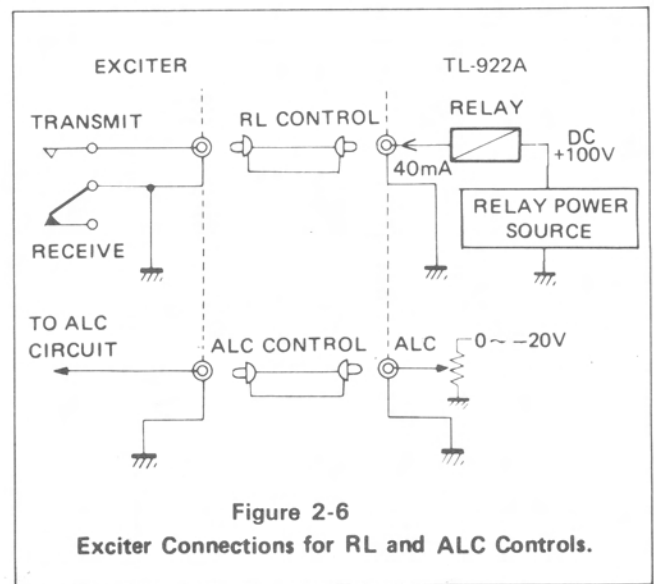 EXCITER
TL-922A
TRANSMIT
RL CONTROL
RELAY
40mA
DC
+100V
RELAY POWER
SOURCE
RECEIVE
TO ALC
CIRCUIT
ALC CONTROL
ALC
0~ -20V
Figure 2-6
Exciter Connections for RL and ALC Controls.